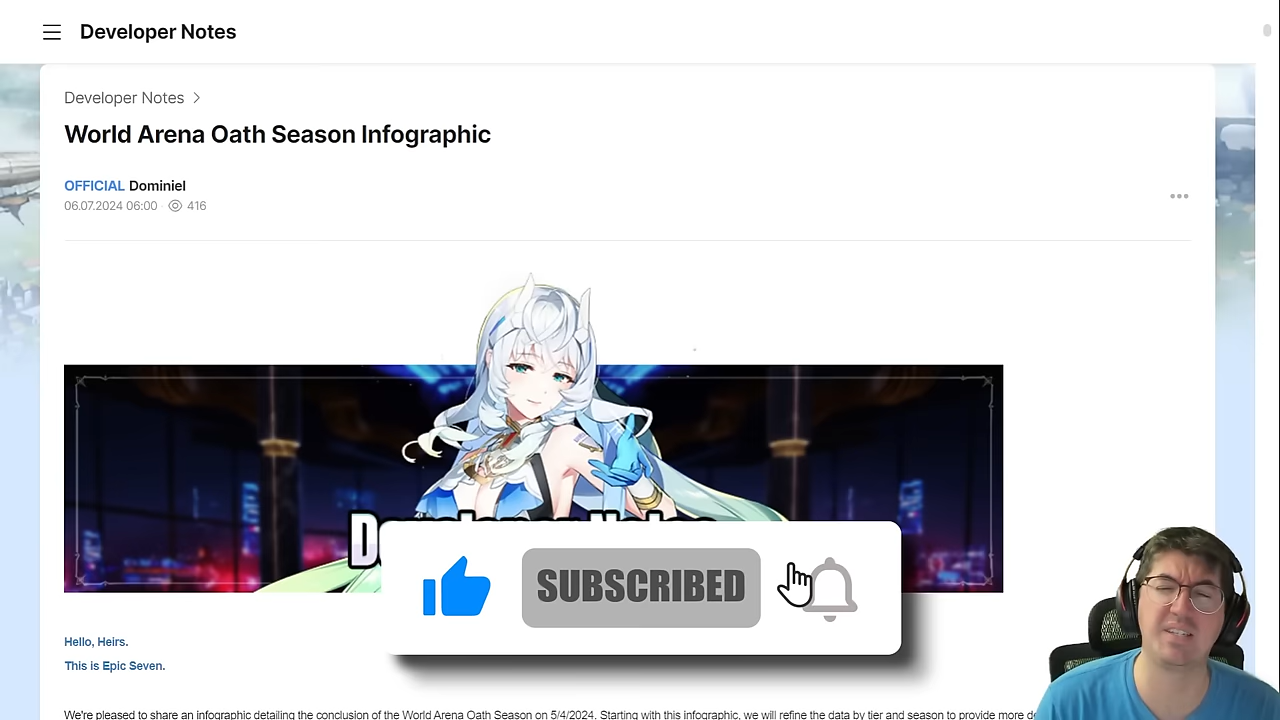 Developer Notes
Developer Notes
World Arena Oath Season Infographic
OFFICIAL Dominiel
06.07.2024 06:00 · 416
SUBSCRIBED
Hello, Heirs.
This is Epic Seven.
We're pleased to share an infographic detailing the conclusion of the World Arena Oath Season on 5/4/2024. Starting with this infographic, we will refine the data by tier and season to provide more